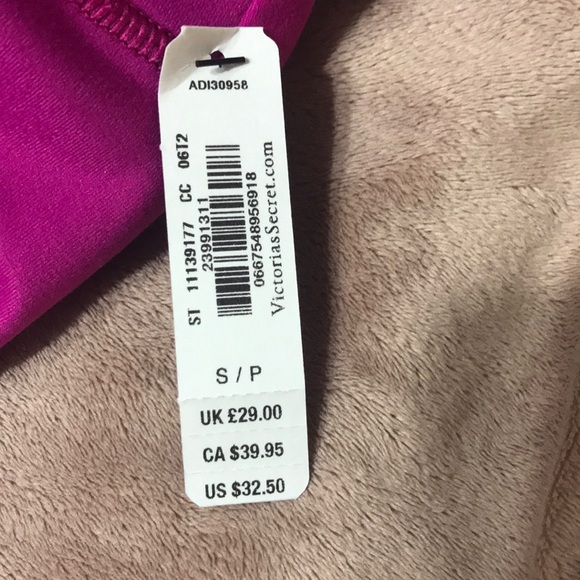 ADI30958
ST 11139177 CC 06T2
23991311
0667548956918
VictoriasSecret.com
S / P
UK £29.00
CA $39.95
US $32.50